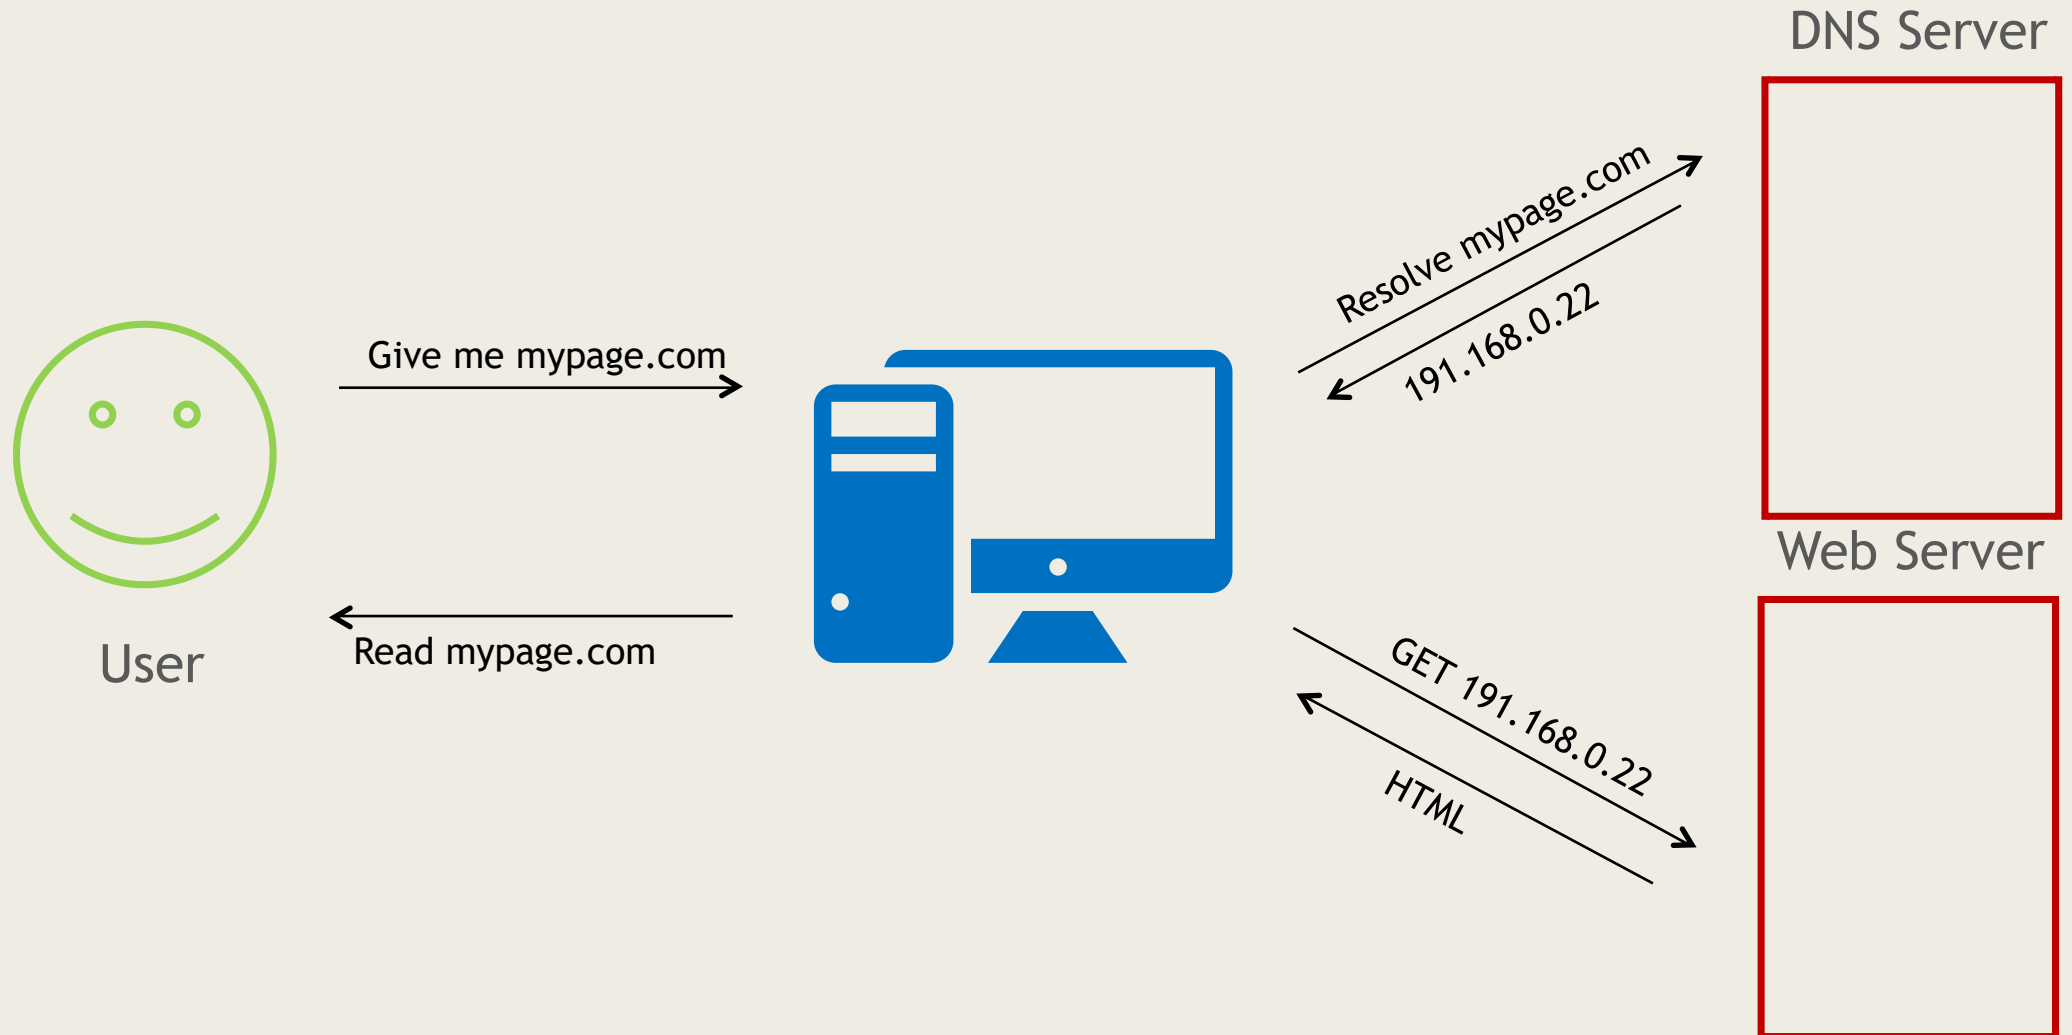 DNS Server
Resolve mypage.com
191.168.0.22
Give me mypage.com
Read mypage.com
User
Web Server
GET 191.168.0.22
HTML